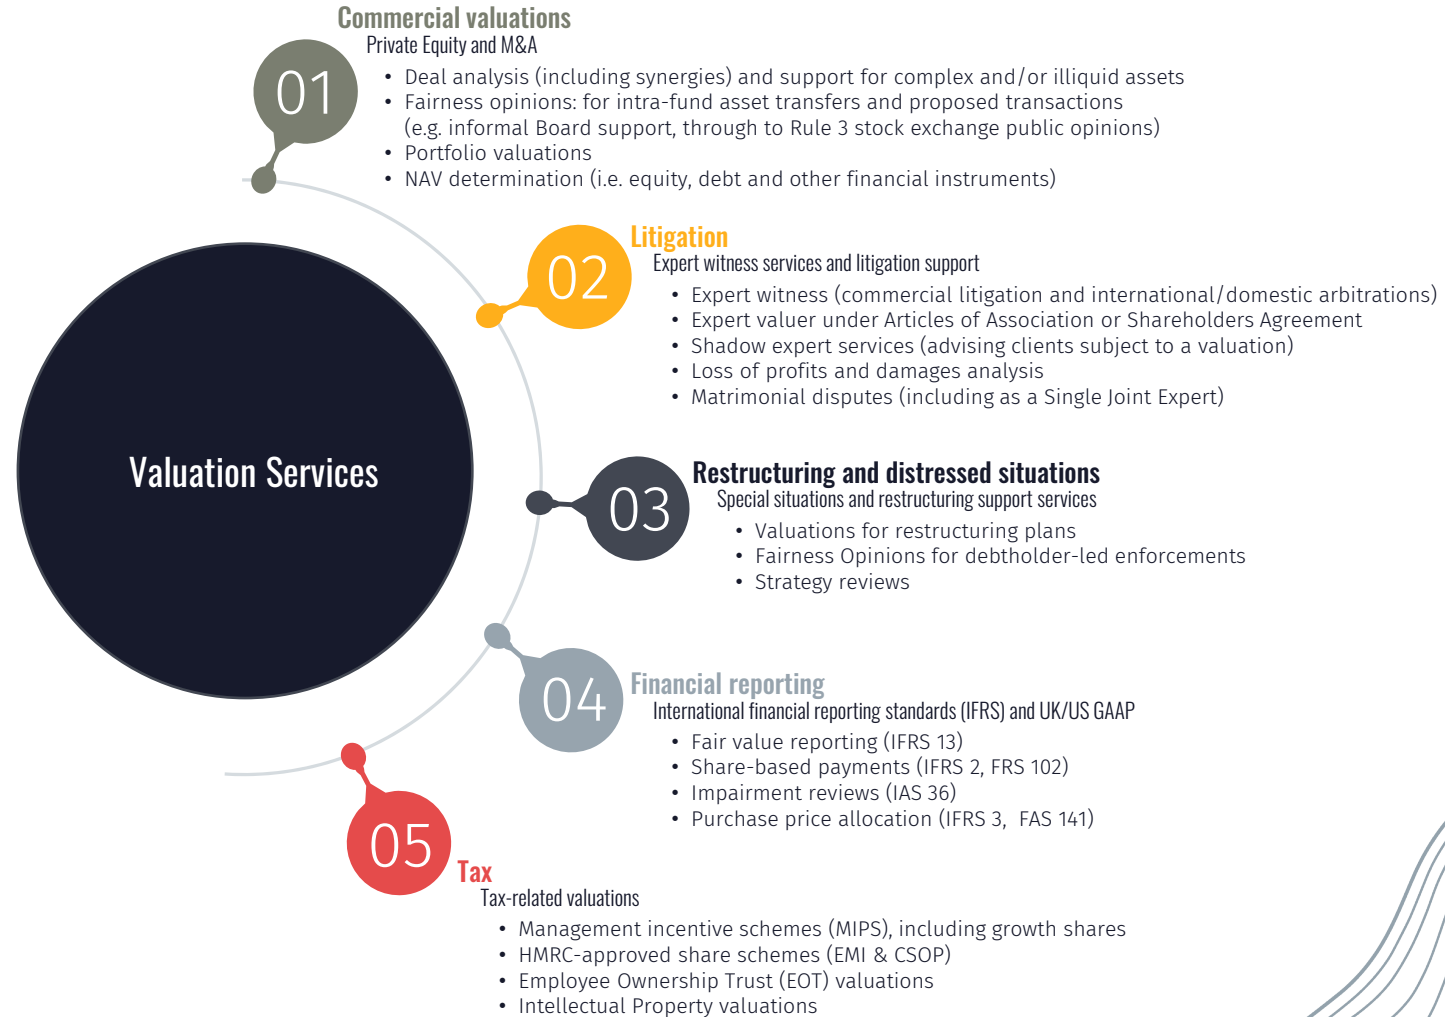 Commercial valuations
Private Equity and M&A
01
• Deal analysis (including synergies) and support for complex and/or illiquid assets
• Fairness opinions: for intra-fund asset transfers and proposed transactions
(e.g. informal Board support, through to Rule 3 stock exchange public opinions)
• Portfolio valuations
• NAV determination (i.e. equity, debt and other financial instruments)
Litigation
02
Expert witness services and litigation support
• Expert witness (commercial litigation and international/domestic arbitrations)
• Expert valuer under Articles of Association or Shareholders Agreement
• Shadow expert services (advising clients subject to a valuation)
• Loss of profits and damages analysis
• Matrimonial disputes (including as a Single Joint Expert)
Valuation Services
Restructuring and distressed situations
03
Special situations and restructuring support services
• Valuations for restructuring plans
• Fairness Opinions for debtholder-led enforcements
• Strategy reviews
Financial reporting
04
International financial reporting standards (IFRS) and UK/US GAAP
• Fair value reporting (IFRS 13)
• Share-based payments (IFRS 2, FRS 102)
• Impairment reviews (IAS 36)
• Purchase price allocation (IFRS 3,  FAS 141)
05
Tax
Tax-related valuations
• Management incentive schemes (MIPS), including growth shares
• HMRC-approved share schemes (EMI & CSOP)
• Employee Ownership Trust (EOT) valuations
• Intellectual Property valuations